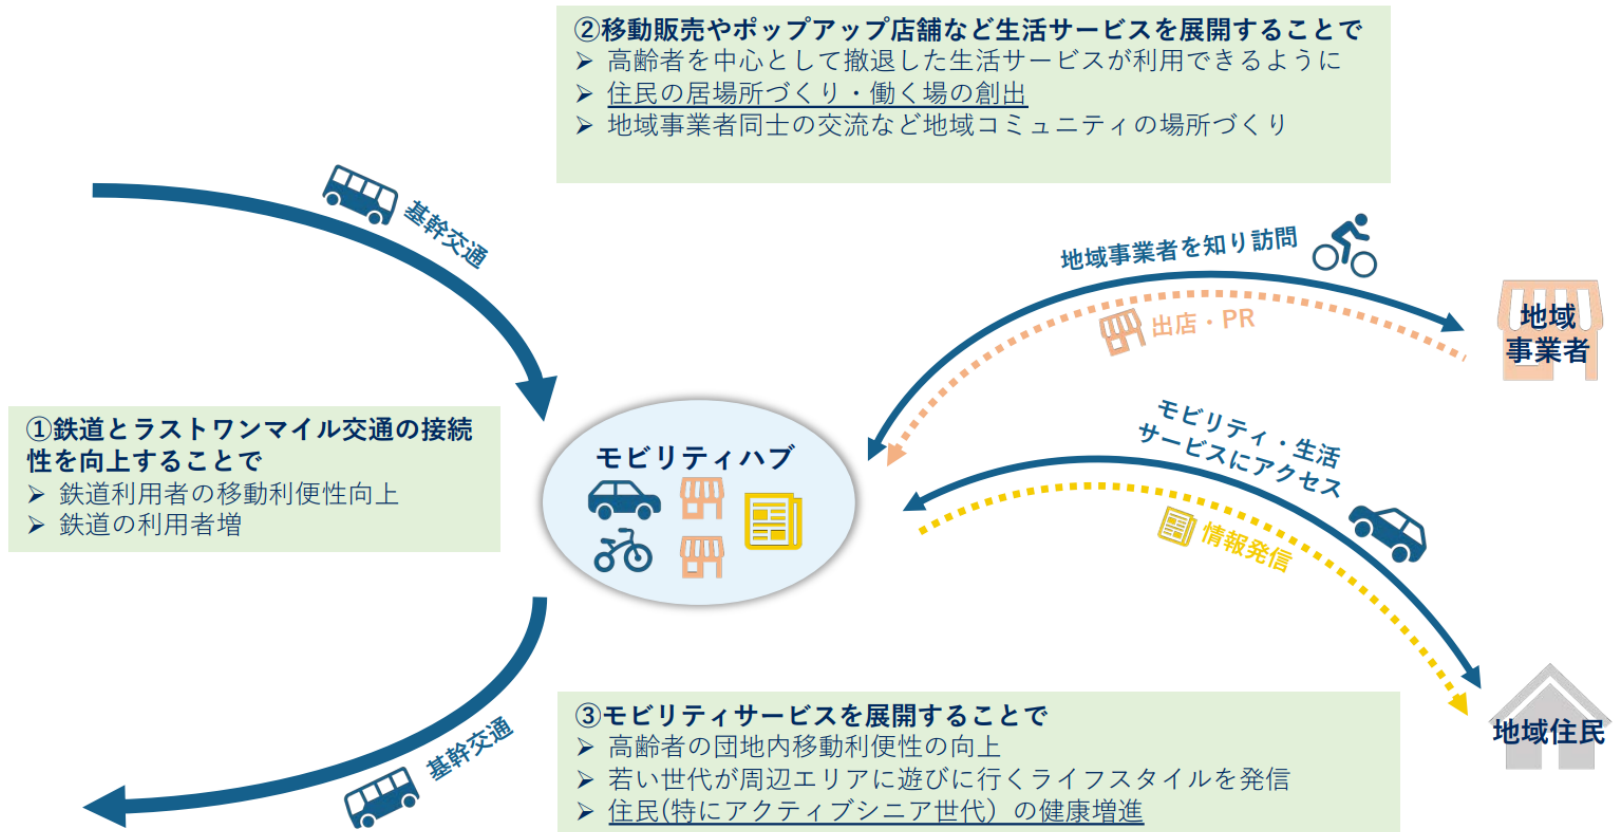 ②移動販売やポップアップ店舗など生活サービスを展開することで
➢ 高齢者を中心として撤退した生活サービスが利用できるように
➢ 住民の居場所づくり・働く場の創出
➢ 地域事業者同士の交流など地域コミュニティの場所づくり
基幹交通
地域事業者を知り訪問
出店・PR
地域
事業者
①鉄道とラストワンマイル交通の接続
性を向上することで
➢ 鉄道利用者の移動利便性向上
➢ 鉄道の利用者増
モビリティハブ
モビリティ・生活
サービスにアクセス
情報発信
地域住民
基幹交通
③モビリティサービスを展開することで
➢ 高齢者の団地内移動利便性の向上
➢ 若い世代が周辺エリアに遊びに行くライフスタイルを発信
➢ 住民(特にアクティブシニア世代）の健康増進